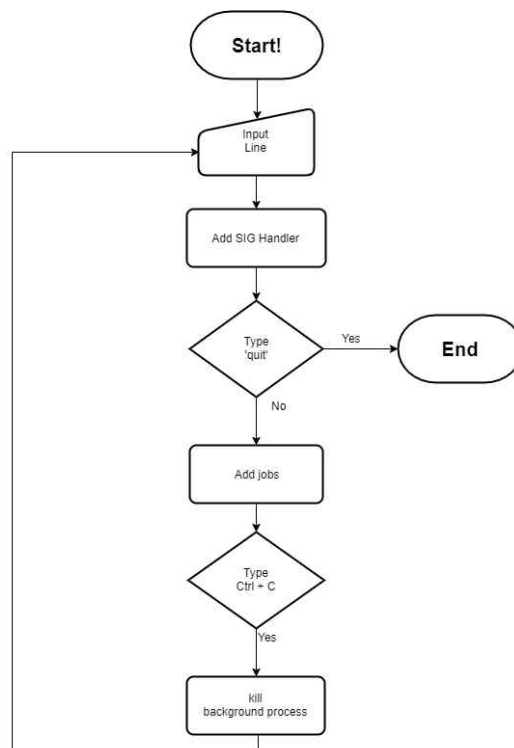 Start!
Input
Line
Add SIG Handler
Type
'quit'
Yes
End
No
Add jobs
Type
Ctrl + C
Yes
kill
background process